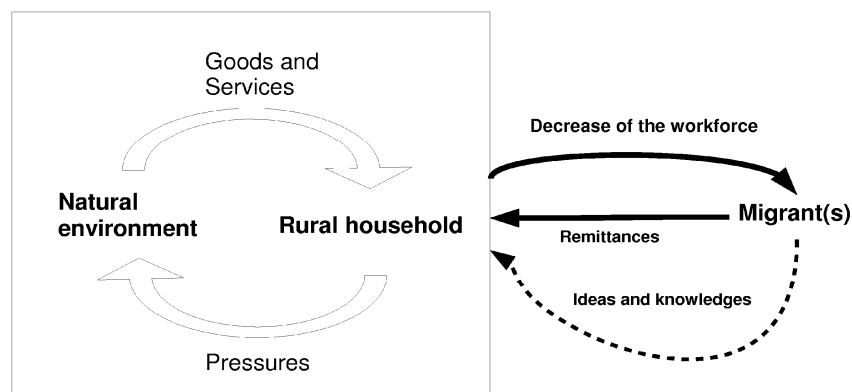 Goods and
Services
Decrease of the workforce
Natural
environment
Rural household
Migrant(s)
Remittances
Ideas and knowledges
Pressures